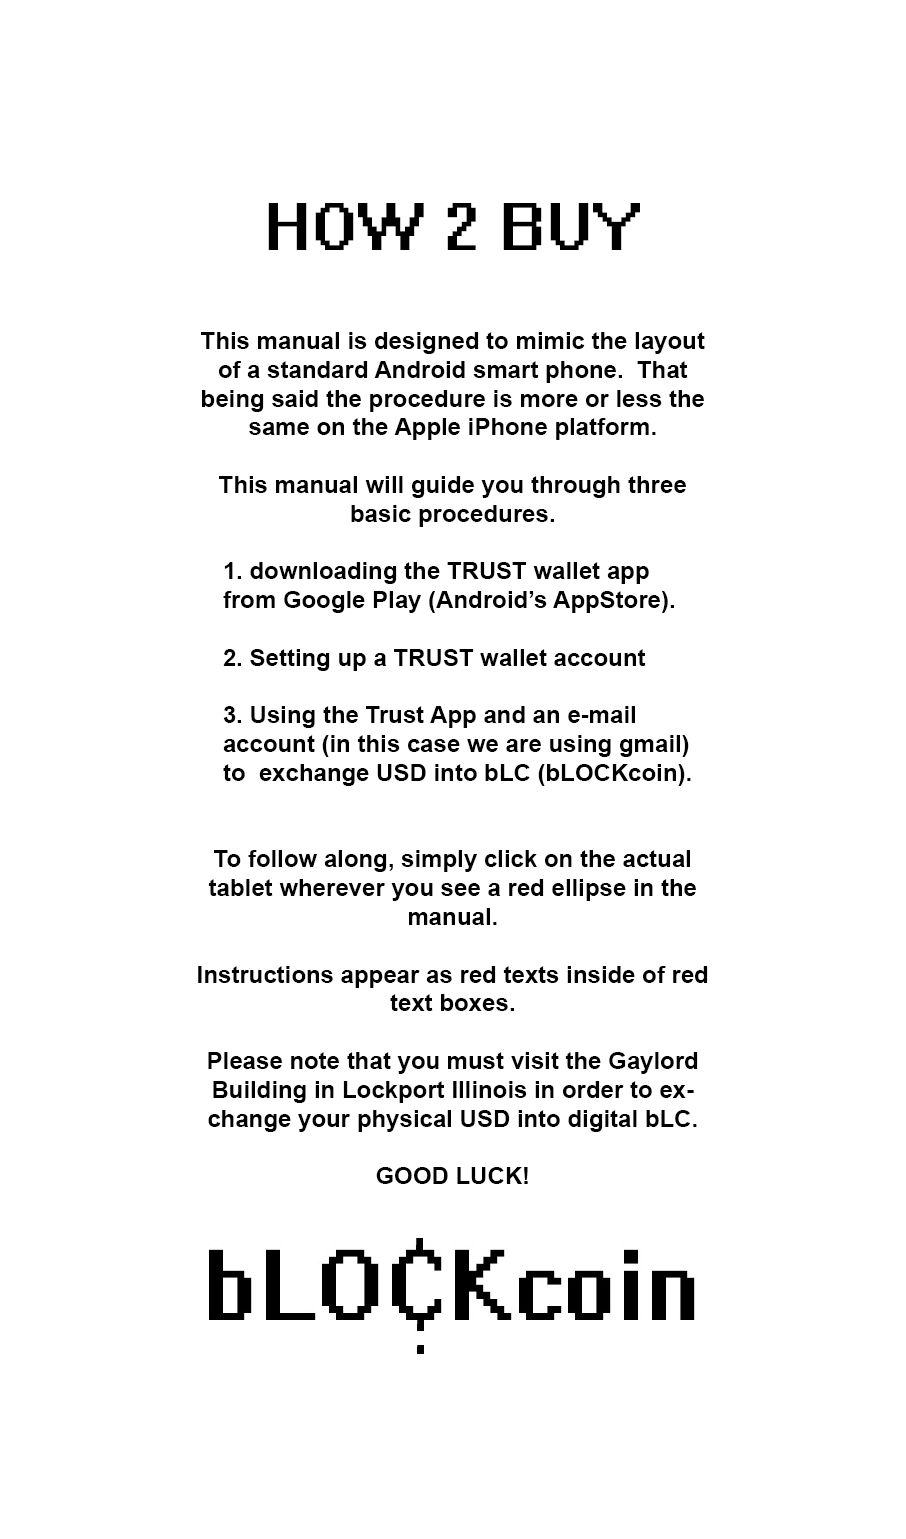 HOW 2 BUY
This manual is designed to mimic the layout
of a standard Android smart phone.  That
being said the procedure is more or less the
same on the Apple iPhone platform.
This manual will guide you through three
basic procedures.
1. downloading the TRUST wallet app
from Google Play (Android’s AppStore).
2. Setting up a TRUST wallet account
3. Using the Trust App and an e-mail
account (in this case we are using gmail)
to  exchange USD into bLC (bLOCKcoin).
To follow along, simply click on the actual
tablet wherever you see a red ellipse in the
manual.
Instructions appear as red texts inside of red
text boxes.
Please note that you must visit the Gaylord
Building in Lockport Illinois in order to ex-
change your physical USD into digital bLC.
GOOD LUCK!
bLOCKcoin